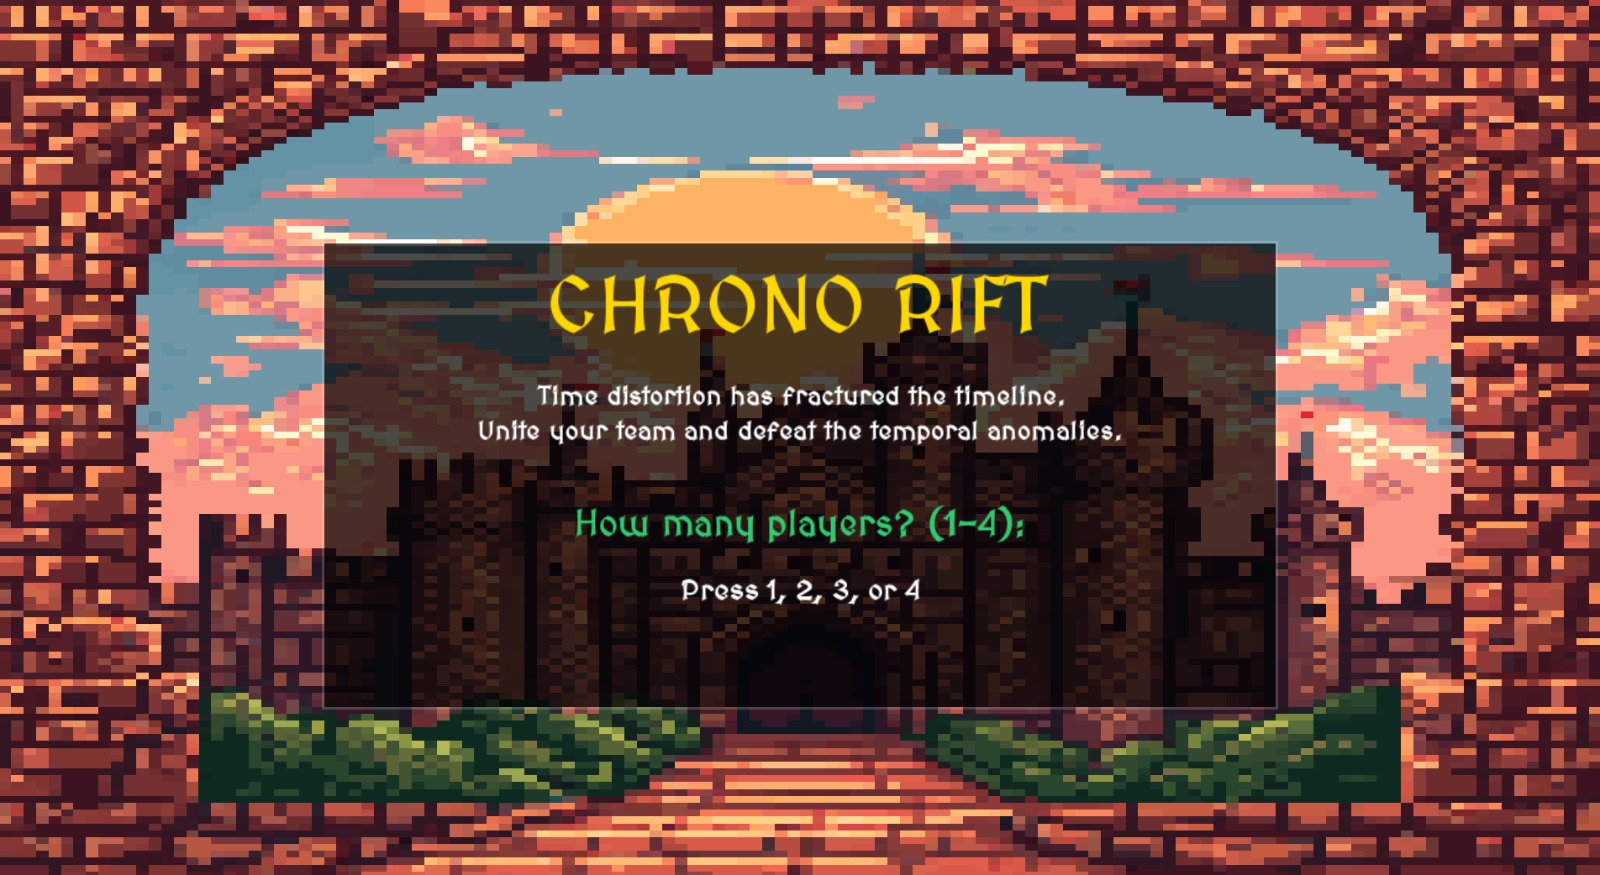 CHRONO RIFT
Time distortion has fractured the timeline.
Unite your team and defeat the temporal anomalies.
How many players? (1-4):
Press 1, 2, 3, or 4